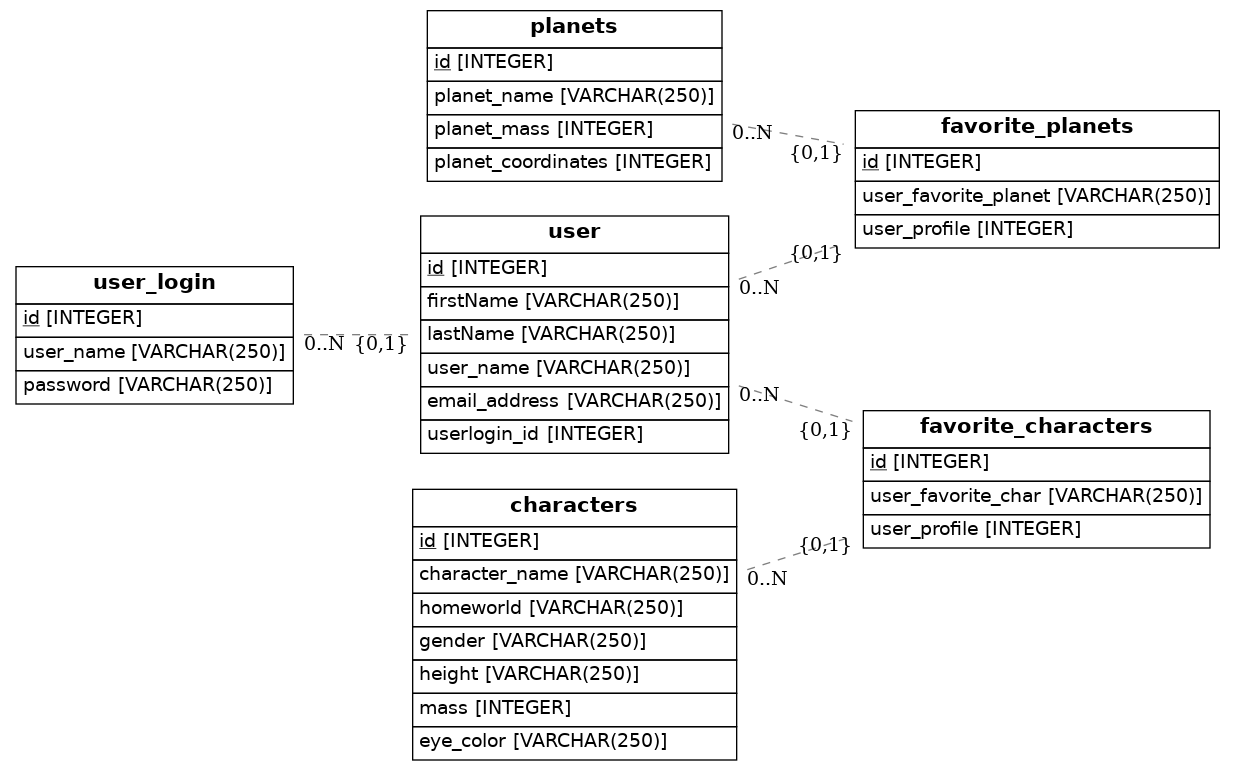 planets
id [INTEGER]
planet_name [VARCHAR(250)]
planet_mass [INTEGER]
planet_coordinates [INTEGER]
0..N
{0,1}
favorite_planets
id [INTEGER]
user_favorite_planet [VARCHAR(250)]
user_profile [INTEGER]
user
id [INTEGER]
firstName [VARCHAR(250)]
lastName [VARCHAR(250)]
user_name [VARCHAR(250)]
email_address [VARCHAR(250)]
userlogin_id [INTEGER]
{0,1}
0..N
user_login
id [INTEGER]
user_name [VARCHAR(250)]
password [VARCHAR(250)]
0..N {0,1}
0..N
{0,1}
favorite_characters
id [INTEGER]
user_favorite_char [VARCHAR(250)]
user_profile [INTEGER]
characters
id [INTEGER]
character_name [VARCHAR(250)]
homeworld [VARCHAR(250)]
gender [VARCHAR(250)]
height [VARCHAR(250)]
mass [INTEGER]
eye_color [VARCHAR(250)]
{0,1}
0..N